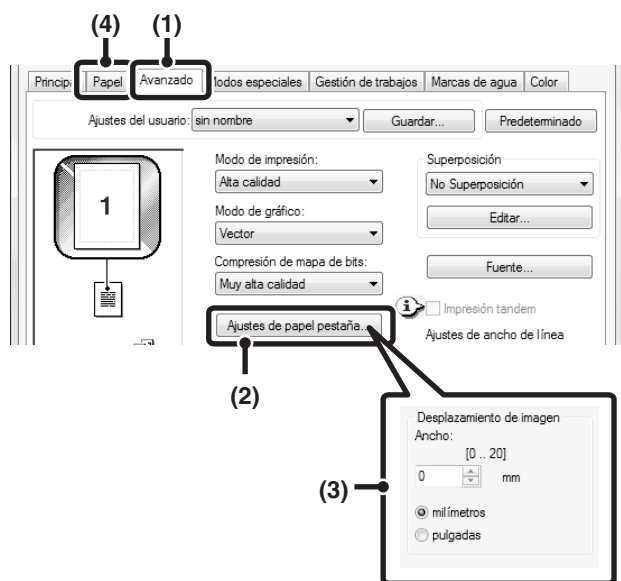 (4) (1)
Princip Papel Avanzado Modos especiales Gestión de trabajos Marcas de agua Color
Ajustes del usuario: sin nombre Guardar... Predeterminado
Modo de impresión: Superposición
Alta calidad No Superposición
1
Modo de gráfico: Editar...
Vector
Compresión de mapa de bits: Fuente...
Muy alta calidad
Impresión tandem
Ajustes de papel pestaña... Ajustes de ancho de línea
(2)
Desplazamiento de imagen
Ancho:
[0 .. 20]
0 mm
(3)
milímetros
pulgadas